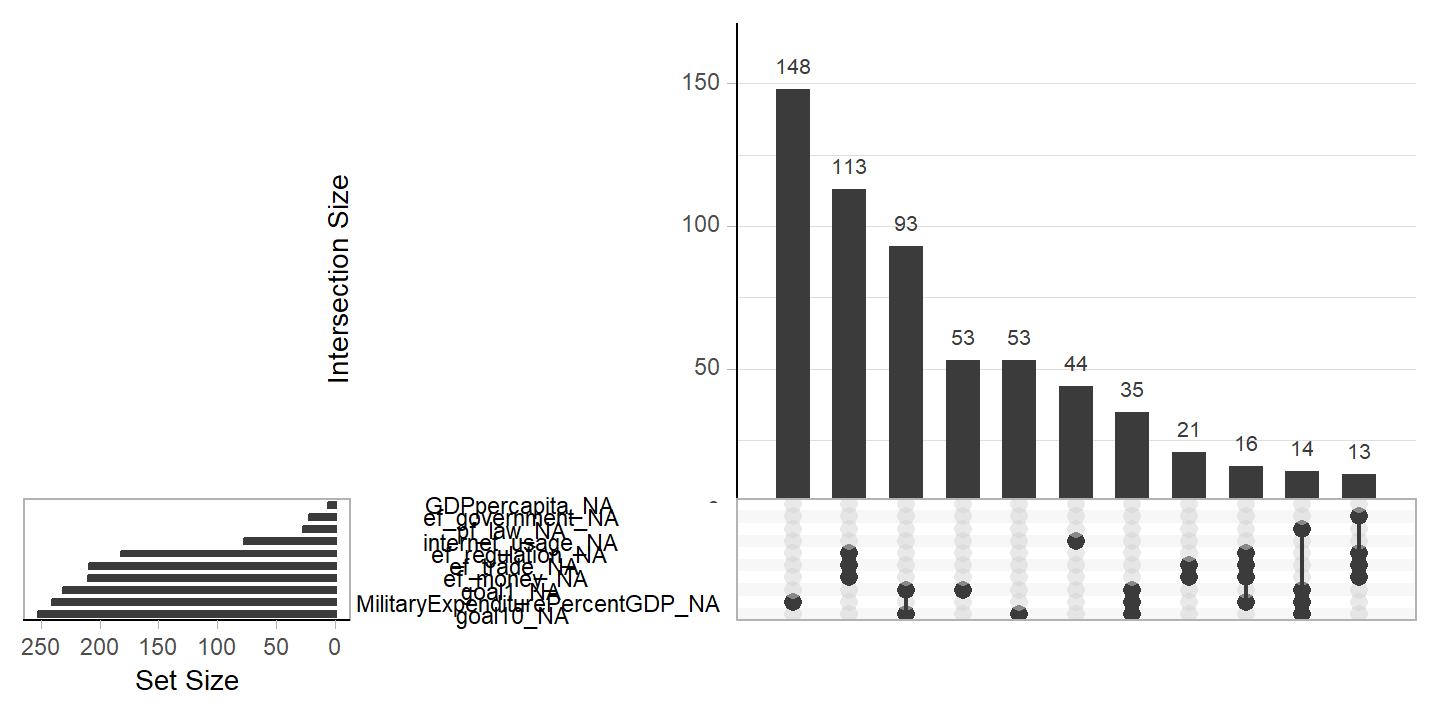 148
150
113
100
93
53
53
50
44
35
21
16
14
13
Intersection Size
GDPpercapita_NA
ef_government_NA
pf_law_NA
internet_usage_NA
ef_regulation_NA
ef_trade_NA
ef_money_NA
goal1_NA
MilitaryExpenditurePercentGDP_NA
goal10_NA
250 200 150 100 50 0
Set Size